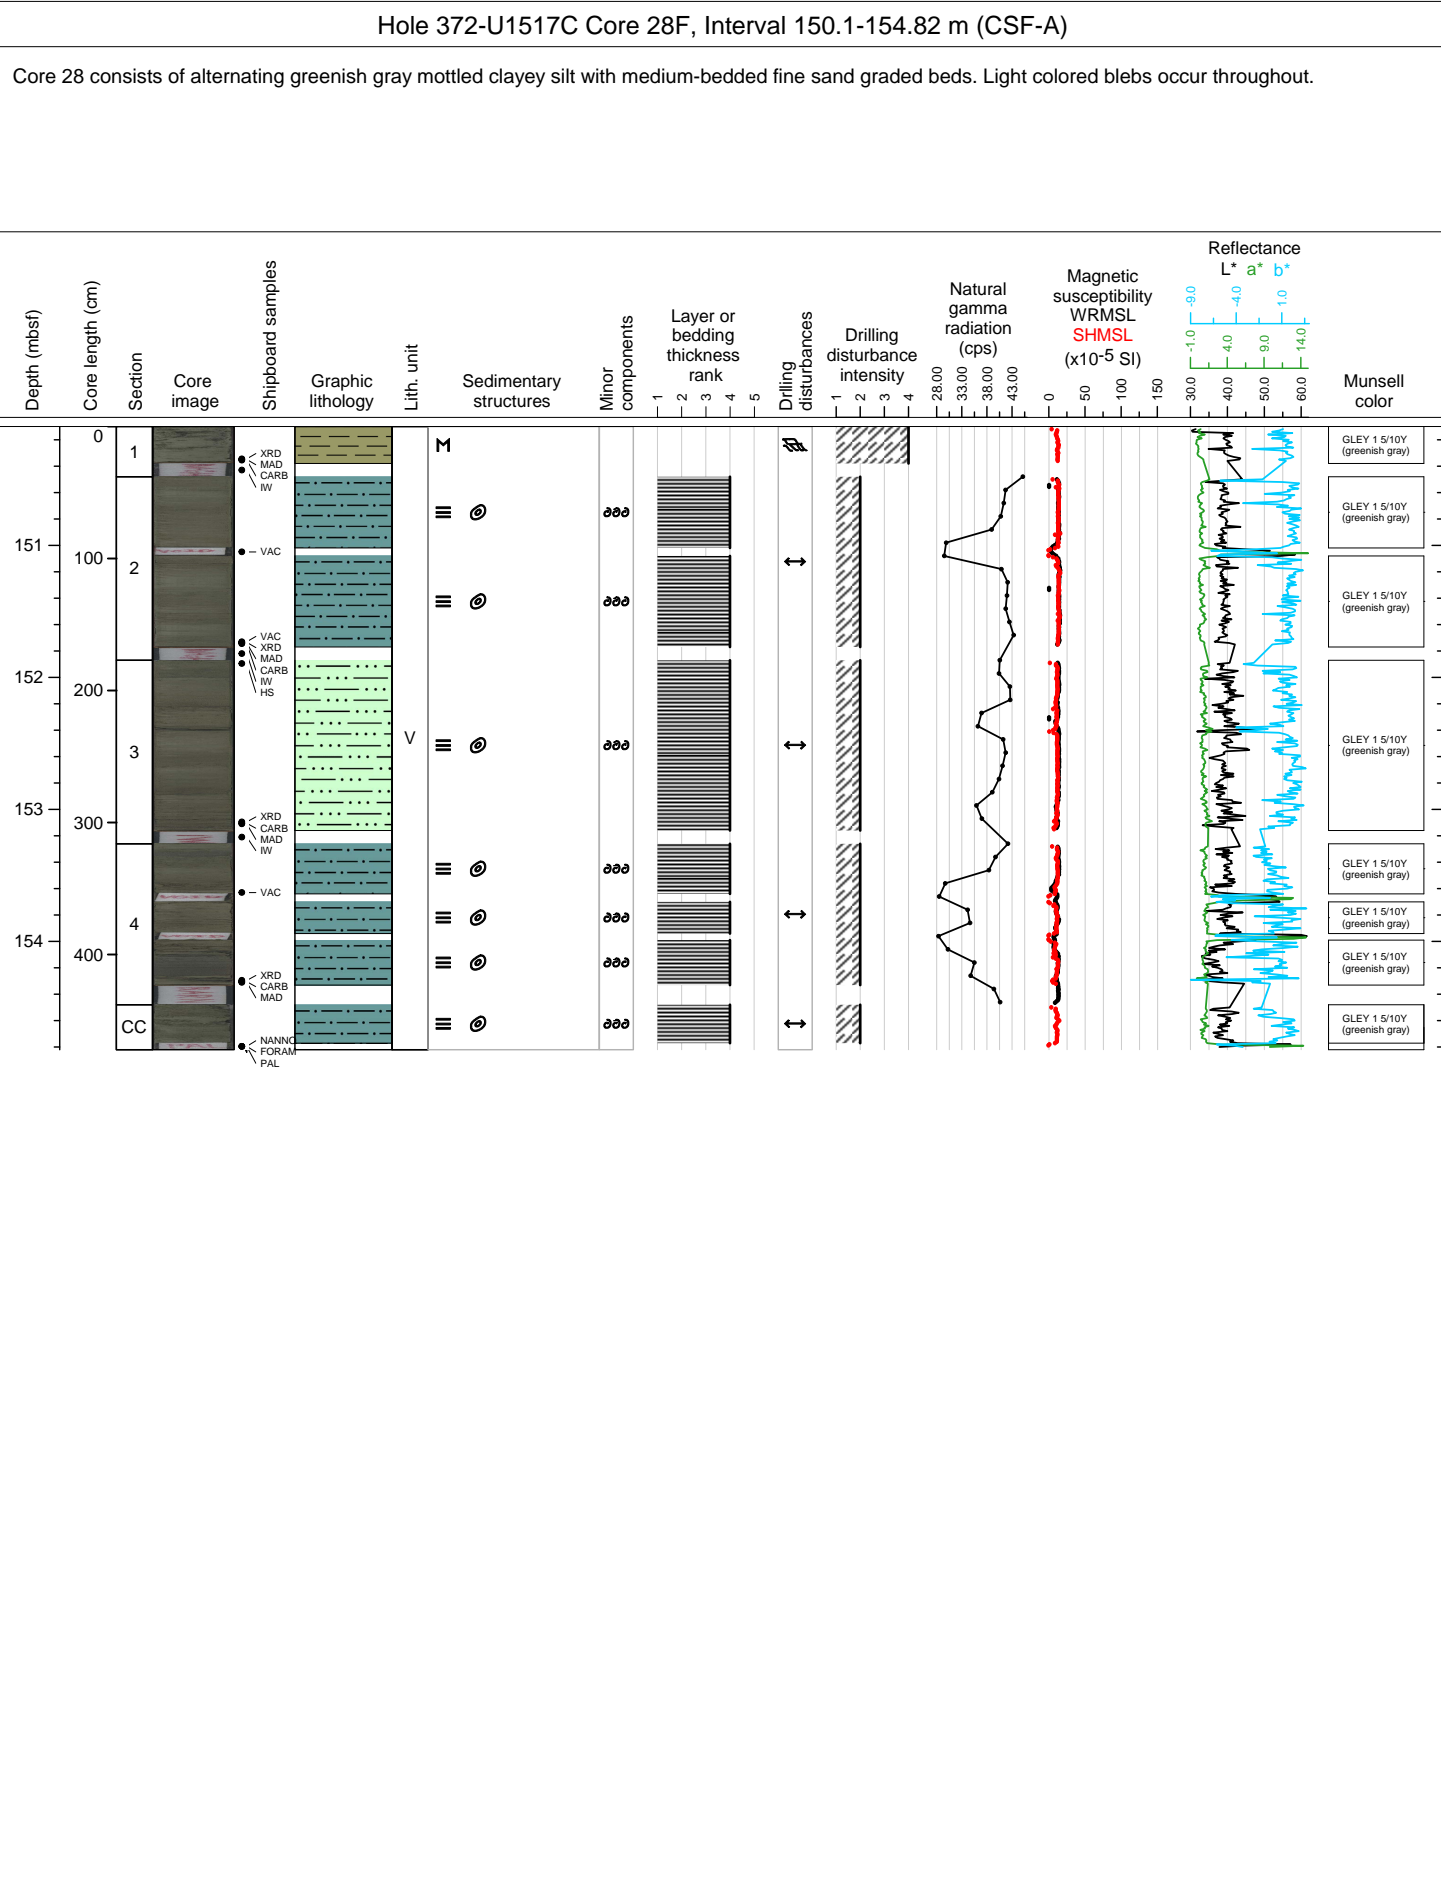 Hole 372-U1517C Core 28F, Interval 150.1-154.82 m (CSF-A)
Core 28 consists of alternating greenish gray mottled clayey silt with medium-bedded fine sand graded beds. Light colored blebs occur throughout.
Depth (mbsf)
Core length (cm)
Section
Core
image
Shipboard samples
Graphic
lithology
Lith. unit
Sedimentary
structures
Minor
components
Layer or
bedding
thickness
rank
1 2 3 4 5
Drilling
disturbances
Drilling
disturbance
intensity
1 2 3 4
Natural
gamma
radiation
(cps)
28.00 33.00 38.00 43.00
Magnetic
susceptibility
WRMSL
SHMSL
(x10-5 SI)
0 50 100 150
Reflectance
L* a* b*
-9.0 -4.0 1.0
-1.0 4.0 9.0 14.0
30.0 40.0 50.0 60.0
Munsell
color
151
152
153
154
0
100
200
300
400
1
2
3
4
CC
XRD
MAD
CARB
IW
VAC
VAC
XRD
MAD
CARB
IW
HS
XRD
CARB
MAD
IW
VAC
XRD
CARB
MAD
NANNO
FORAM
PAL
V
M
GLEY 1 5/10Y
(greenish gray)
GLEY 1 5/10Y
(greenish gray)
GLEY 1 5/10Y
(greenish gray)
GLEY 1 5/10Y
(greenish gray)
GLEY 1 5/10Y
(greenish gray)
GLEY 1 5/10Y
(greenish gray)
GLEY 1 5/10Y
(greenish gray)
GLEY 1 5/10Y
(greenish gray)